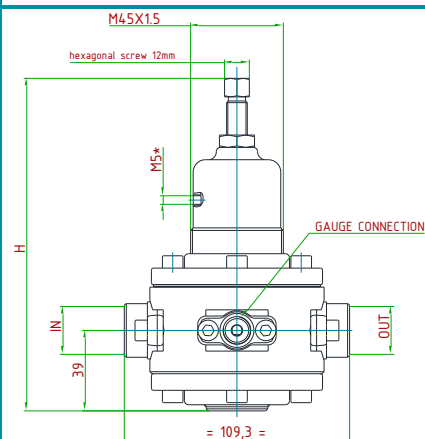 M45X1.5
hexagonal screw 12mm
M5*
GAUGE CONNECTION
H
IN
OUT
39
= 109,3 =